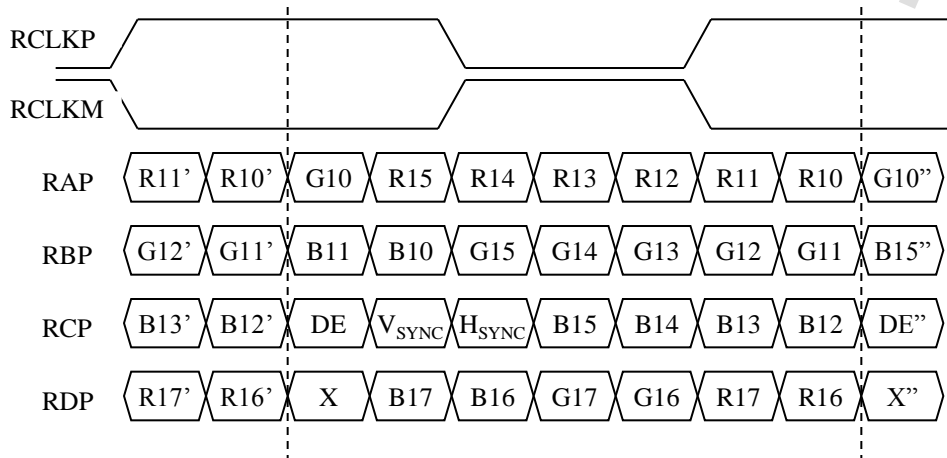 RCLKP
RCLKM
RAP R11’ R10’ G10 R15 R14 R13 R12 R11 R10 G10”
RBP G12’ G11’ B11 B10 G15 G14 G13 G12 G11 B15”
RCP B13’ B12’ DE VSYNC HSYNC B15 B14 B13 B12 DE”
RDP R17’ R16’ X B17 B16 G17 G16 R17 R16 X”